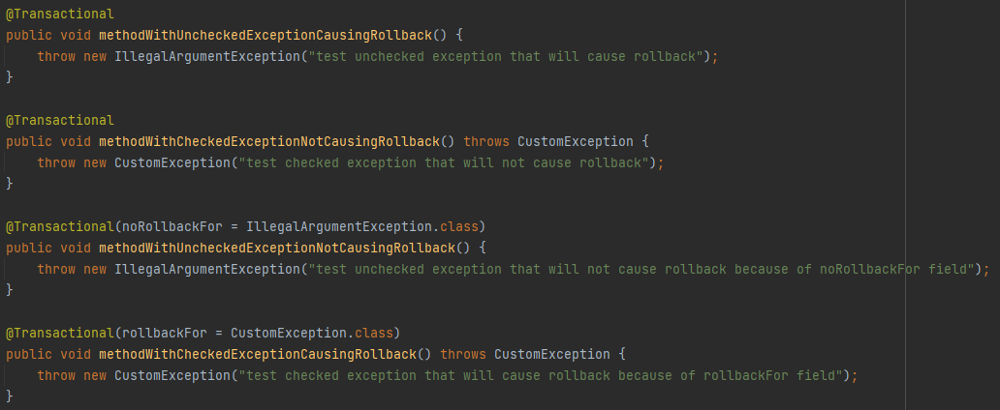 @Transactional
public void methodWithUncheckedExceptionCausingRollback() {
throw new IllegalArgumentException("test unchecked exception that will cause rollback");
}
@Transactional
public void methodWithCheckedExceptionNotCausingRollback() throws CustomException {
throw new CustomException("test checked exception that will not cause rollback");
}
@Transactional(noRollbackFor = IllegalArgumentException.class)
public void methodWithUncheckedExceptionNotCausingRollback() {
throw new IllegalArgumentException("test unchecked exception that will not cause rollback because of noRollbackFor field");
}
@Transactional(rollbackFor = CustomException.class)
public void methodWithCheckedExceptionCausingRollback() throws CustomException {
throw new CustomException("test checked exception that will cause rollback because of rollbackFor field");
}